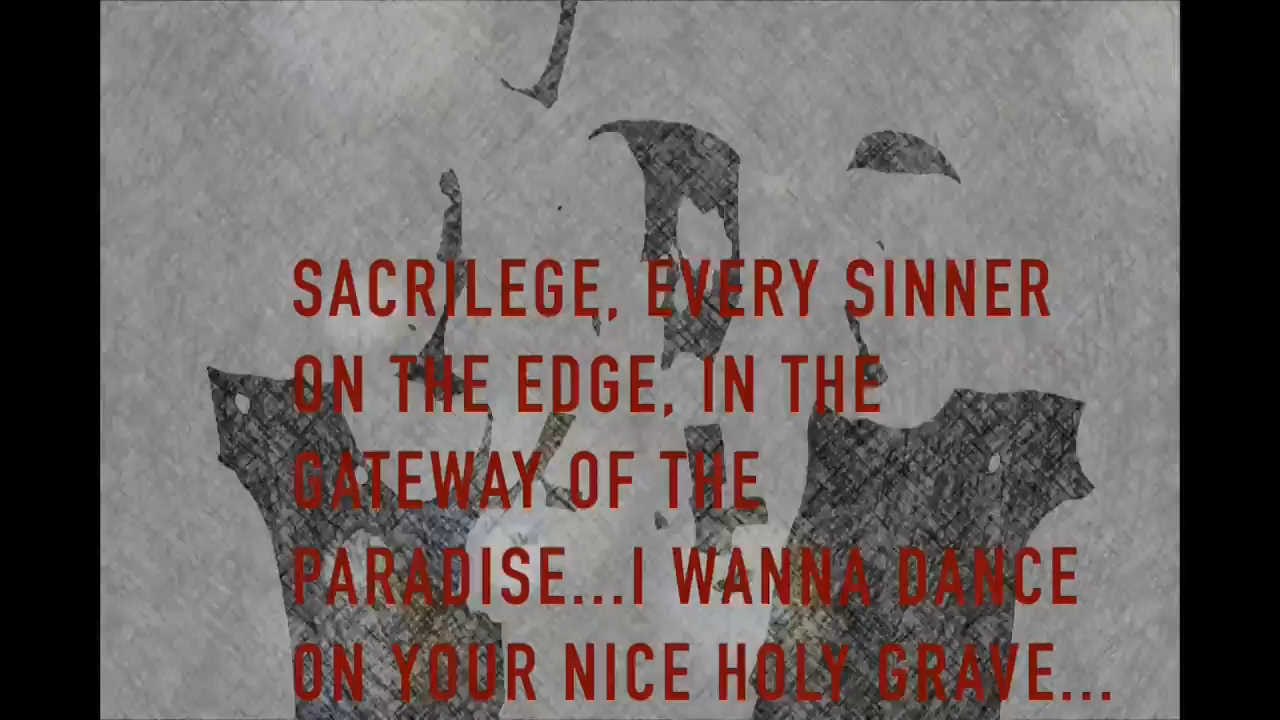 SACRILEGE, EVERY SINNER
ON THE EDGE, IN THE
GATEWAY OF THE
PARADISE...I WANNA DANCE
ON YOUR NICE HOLY GRAVE...